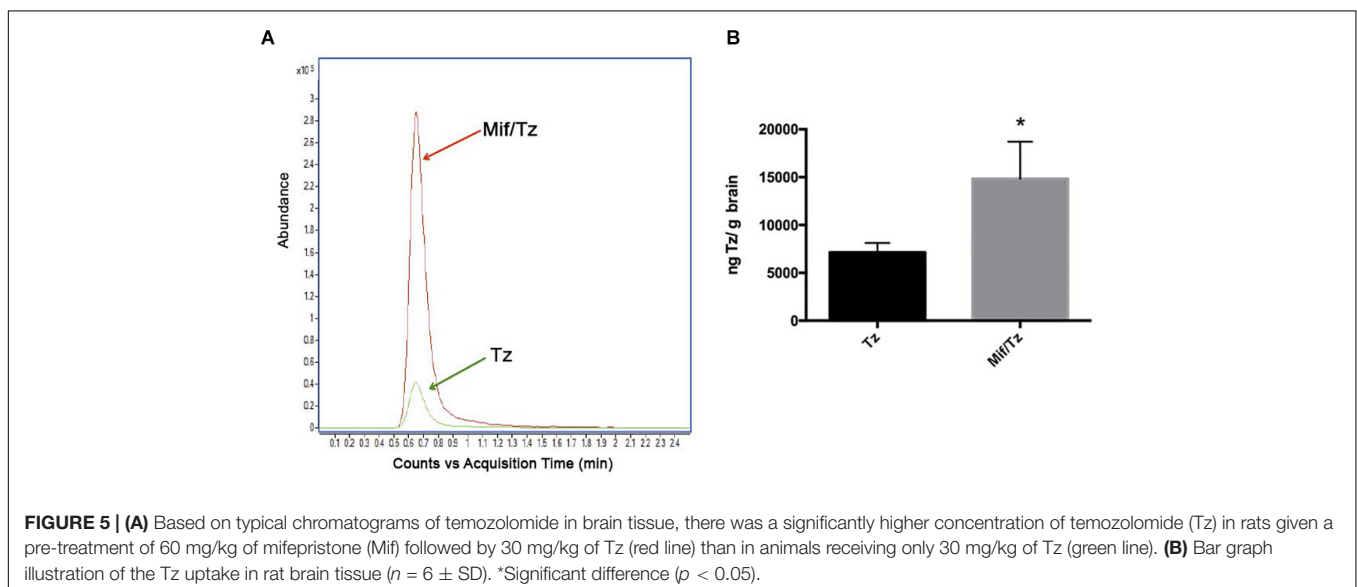 A
x10⁵
3
2.8
2.6
2.4
2.2
2
1.8
1.6
1.4
1.2
1
0.8
0.6
0.4
0.2
0
Abundance
Mif/Tz
Tz
0.1 0.2 0.3 0.4 0.5 0.6 0.7 0.8 0.9 1 1.1 1.2 1.3 1.4 1.5 1.6 1.7 1.8 1.9 2 2.1 2.2 2.3 2.4
Counts vs Acquisition Time (min)
B
*
20000
15000
10000
5000
0
ng Tz/ g brain
Tz
Mif/Tz
FIGURE 5 | (A) Based on typical chromatograms of temozolomide in brain tissue, there was a significantly higher concentration of temozolomide (Tz) in rats given a
pre-treatment of 60 mg/kg of mifepristone (Mif) followed by 30 mg/kg of Tz (red line) than in animals receiving only 30 mg/kg of Tz (green line). (B) Bar graph
illustration of the Tz uptake in rat brain tissue (n = 6 ± SD). *Significant difference (p < 0.05).